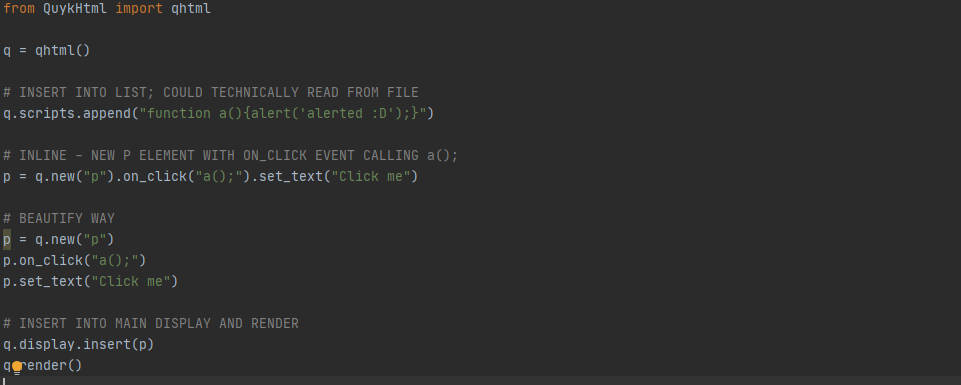 from QuykHtml import qhtml
q = qhtml()
# INSERT INTO LIST; COULD TECHNICALLY READ FROM FILE
q.scripts.append("function a(){alert('alerted :D');}")
# INLINE - NEW P ELEMENT WITH ON_CLICK EVENT CALLING a();
p = q.new("p").on_click("a();").set_text("Click me")
# BEAUTIFY WAY
p = q.new("p")
p.on_click("a();")
p.set_text("Click me")
# INSERT INTO MAIN DISPLAY AND RENDER
q.display.insert(p)
q.render()